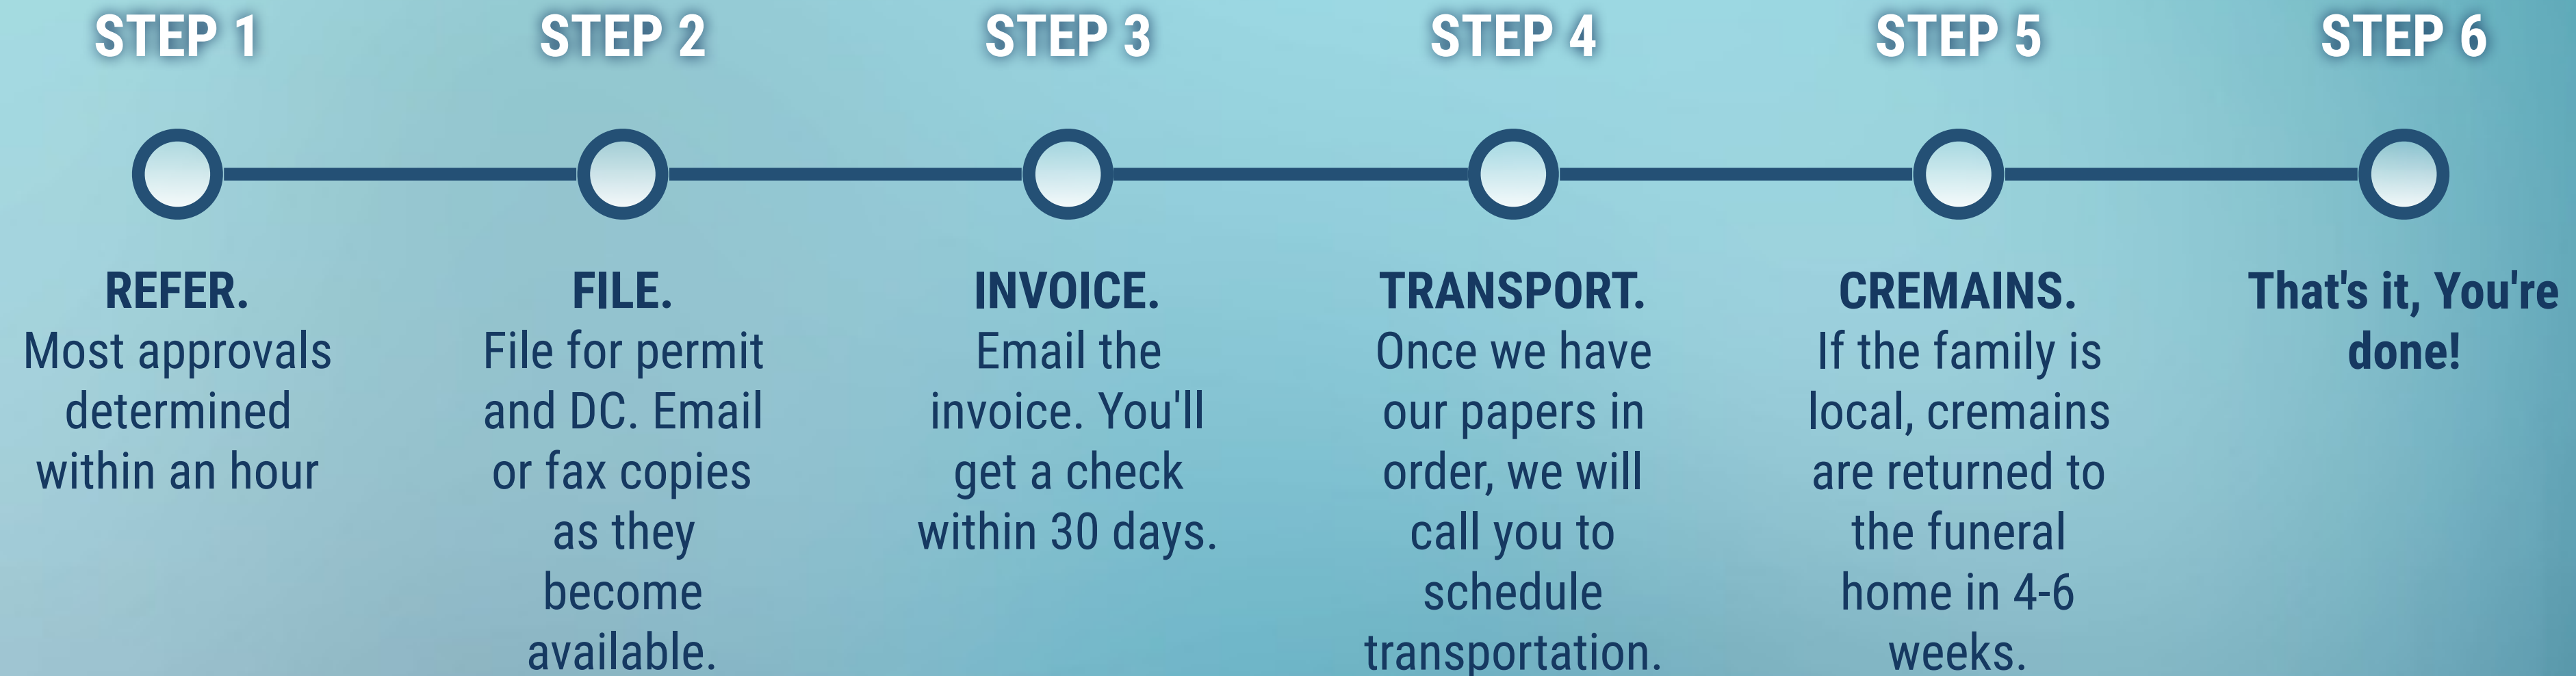 STEP 1
REFER.
Most approvals
determined
within an hour
STEP 2
FILE.
File for permit
and DC. Email
or fax copies
as they
become
available.
STEP 3
INVOICE.
Email the
invoice. You'll
get a check
within 30 days.
STEP 4
TRANSPORT.
Once we have
our papers in
order, we will
call you to
schedule
transportation.
STEP 5
CREMAINS.
If the family is
local, cremains
are returned to
the funeral
home in 4-6
weeks.
STEP 6
That's it, You're
done!